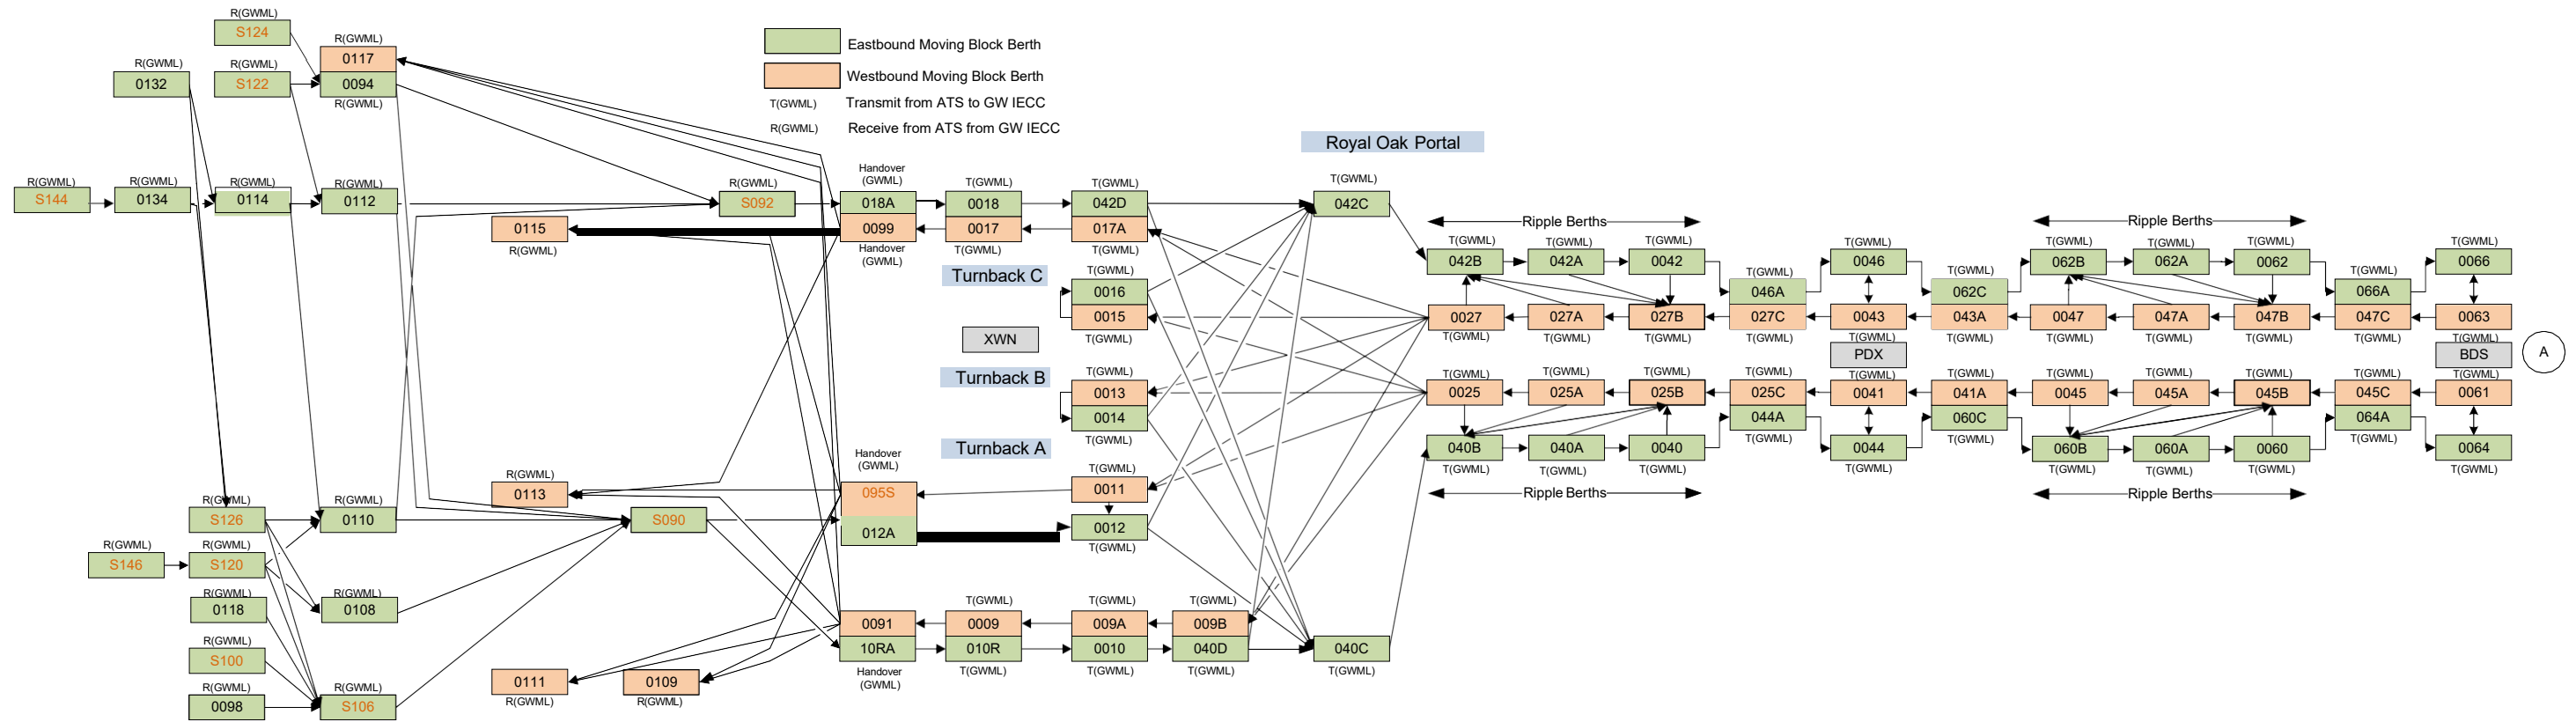 R(GWML)
S124
R(GWML)
0117
0094
R(GWML)
R(GWML)
0132
R(GWML)
S122
Eastbound Moving Block Berth
Westbound Moving Block Berth
T(GWML) Transmit from ATS to GW IECC
R(GWML) Receive from ATS from GW IECC
Royal Oak Portal
R(GWML)
S144
R(GWML)
0134
R(GWML)
0114
R(GWML)
0112
R(GWML)
S092
0115
R(GWML)
Handover
(GWML)
018A
0099
Handover
(GWML)
T(GWML)
0018
0017
T(GWML)
T(GWML)
042D
017A
T(GWML)
042C
Turnback C
T(GWML)
0016
0015
T(GWML)
XWN
Turnback B
T(GWML)
0013
0014
T(GWML)
Turnback A
T(GWML)
0011
0012
T(GWML)
Ripple Berths
T(GWML)
042B
T(GWML)
042A
T(GWML)
0042
T(GWML)
046A
T(GWML)
0046
T(GWML)
062C
Ripple Berths
T(GWML)
062B
T(GWML)
062A
T(GWML)
0062
T(GWML)
066A
T(GWML)
0066
0027
T(GWML)
027A
T(GWML)
027B
T(GWML)
027C
T(GWML)
0043
T(GWML)
043A
T(GWML)
0047
T(GWML)
047A
T(GWML)
047B
T(GWML)
047C
T(GWML)
0063
T(GWML)
PDX
BDS
A
T(GWML)
0025
T(GWML)
025A
T(GWML)
025B
T(GWML)
025C
T(GWML)
0041
T(GWML)
041A
T(GWML)
0045
T(GWML)
045A
T(GWML)
045B
T(GWML)
045C
T(GWML)
0061
040B
T(GWML)
040A
T(GWML)
0040
T(GWML)
044A
T(GWML)
0044
T(GWML)
060C
T(GWML)
060B
T(GWML)
060A
T(GWML)
0060
T(GWML)
064A
T(GWML)
0064
T(GWML)
Ripple Berths
Ripple Berths
R(GWML)
0113
Handover
(GWML)
095S
012A
R(GWML)
S126
R(GWML)
0110
R(GWML)
S090
R(GWML)
S146
R(GWML)
S120
R(GWML)
0118
R(GWML)
0108
R(GWML)
S100
R(GWML)
0098
R(GWML)
S106
0111
R(GWML)
0109
R(GWML)
0091
10RA
Handover
(GWML)
T(GWML)
0009
010R
T(GWML)
T(GWML)
009A
0010
T(GWML)
T(GWML)
009B
040D
T(GWML)
040C
T(GWML)